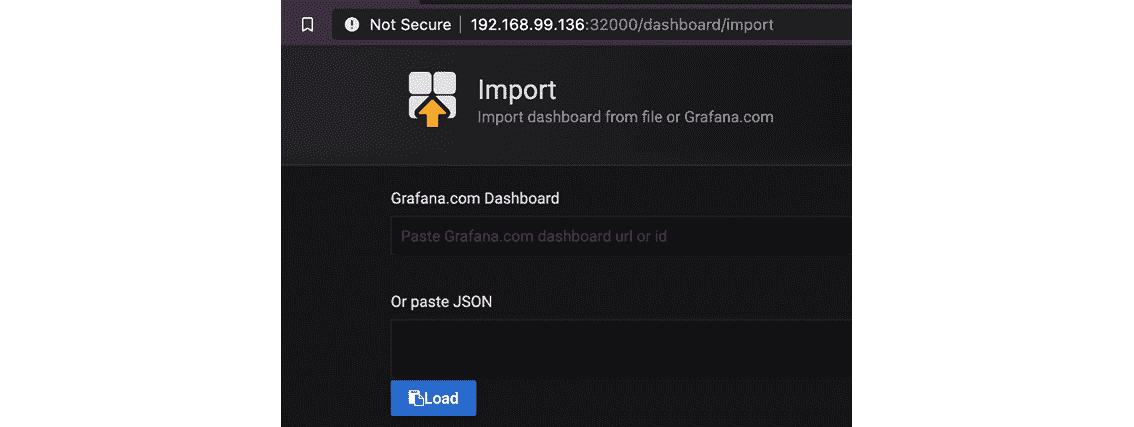 Not Secure | 192.168.99.136:32000/dashboard/import
Import
Import dashboard from file or Grafana.com
Grafana.com Dashboard
Paste Grafana.com dashboard url or id
Or paste JSON
Load